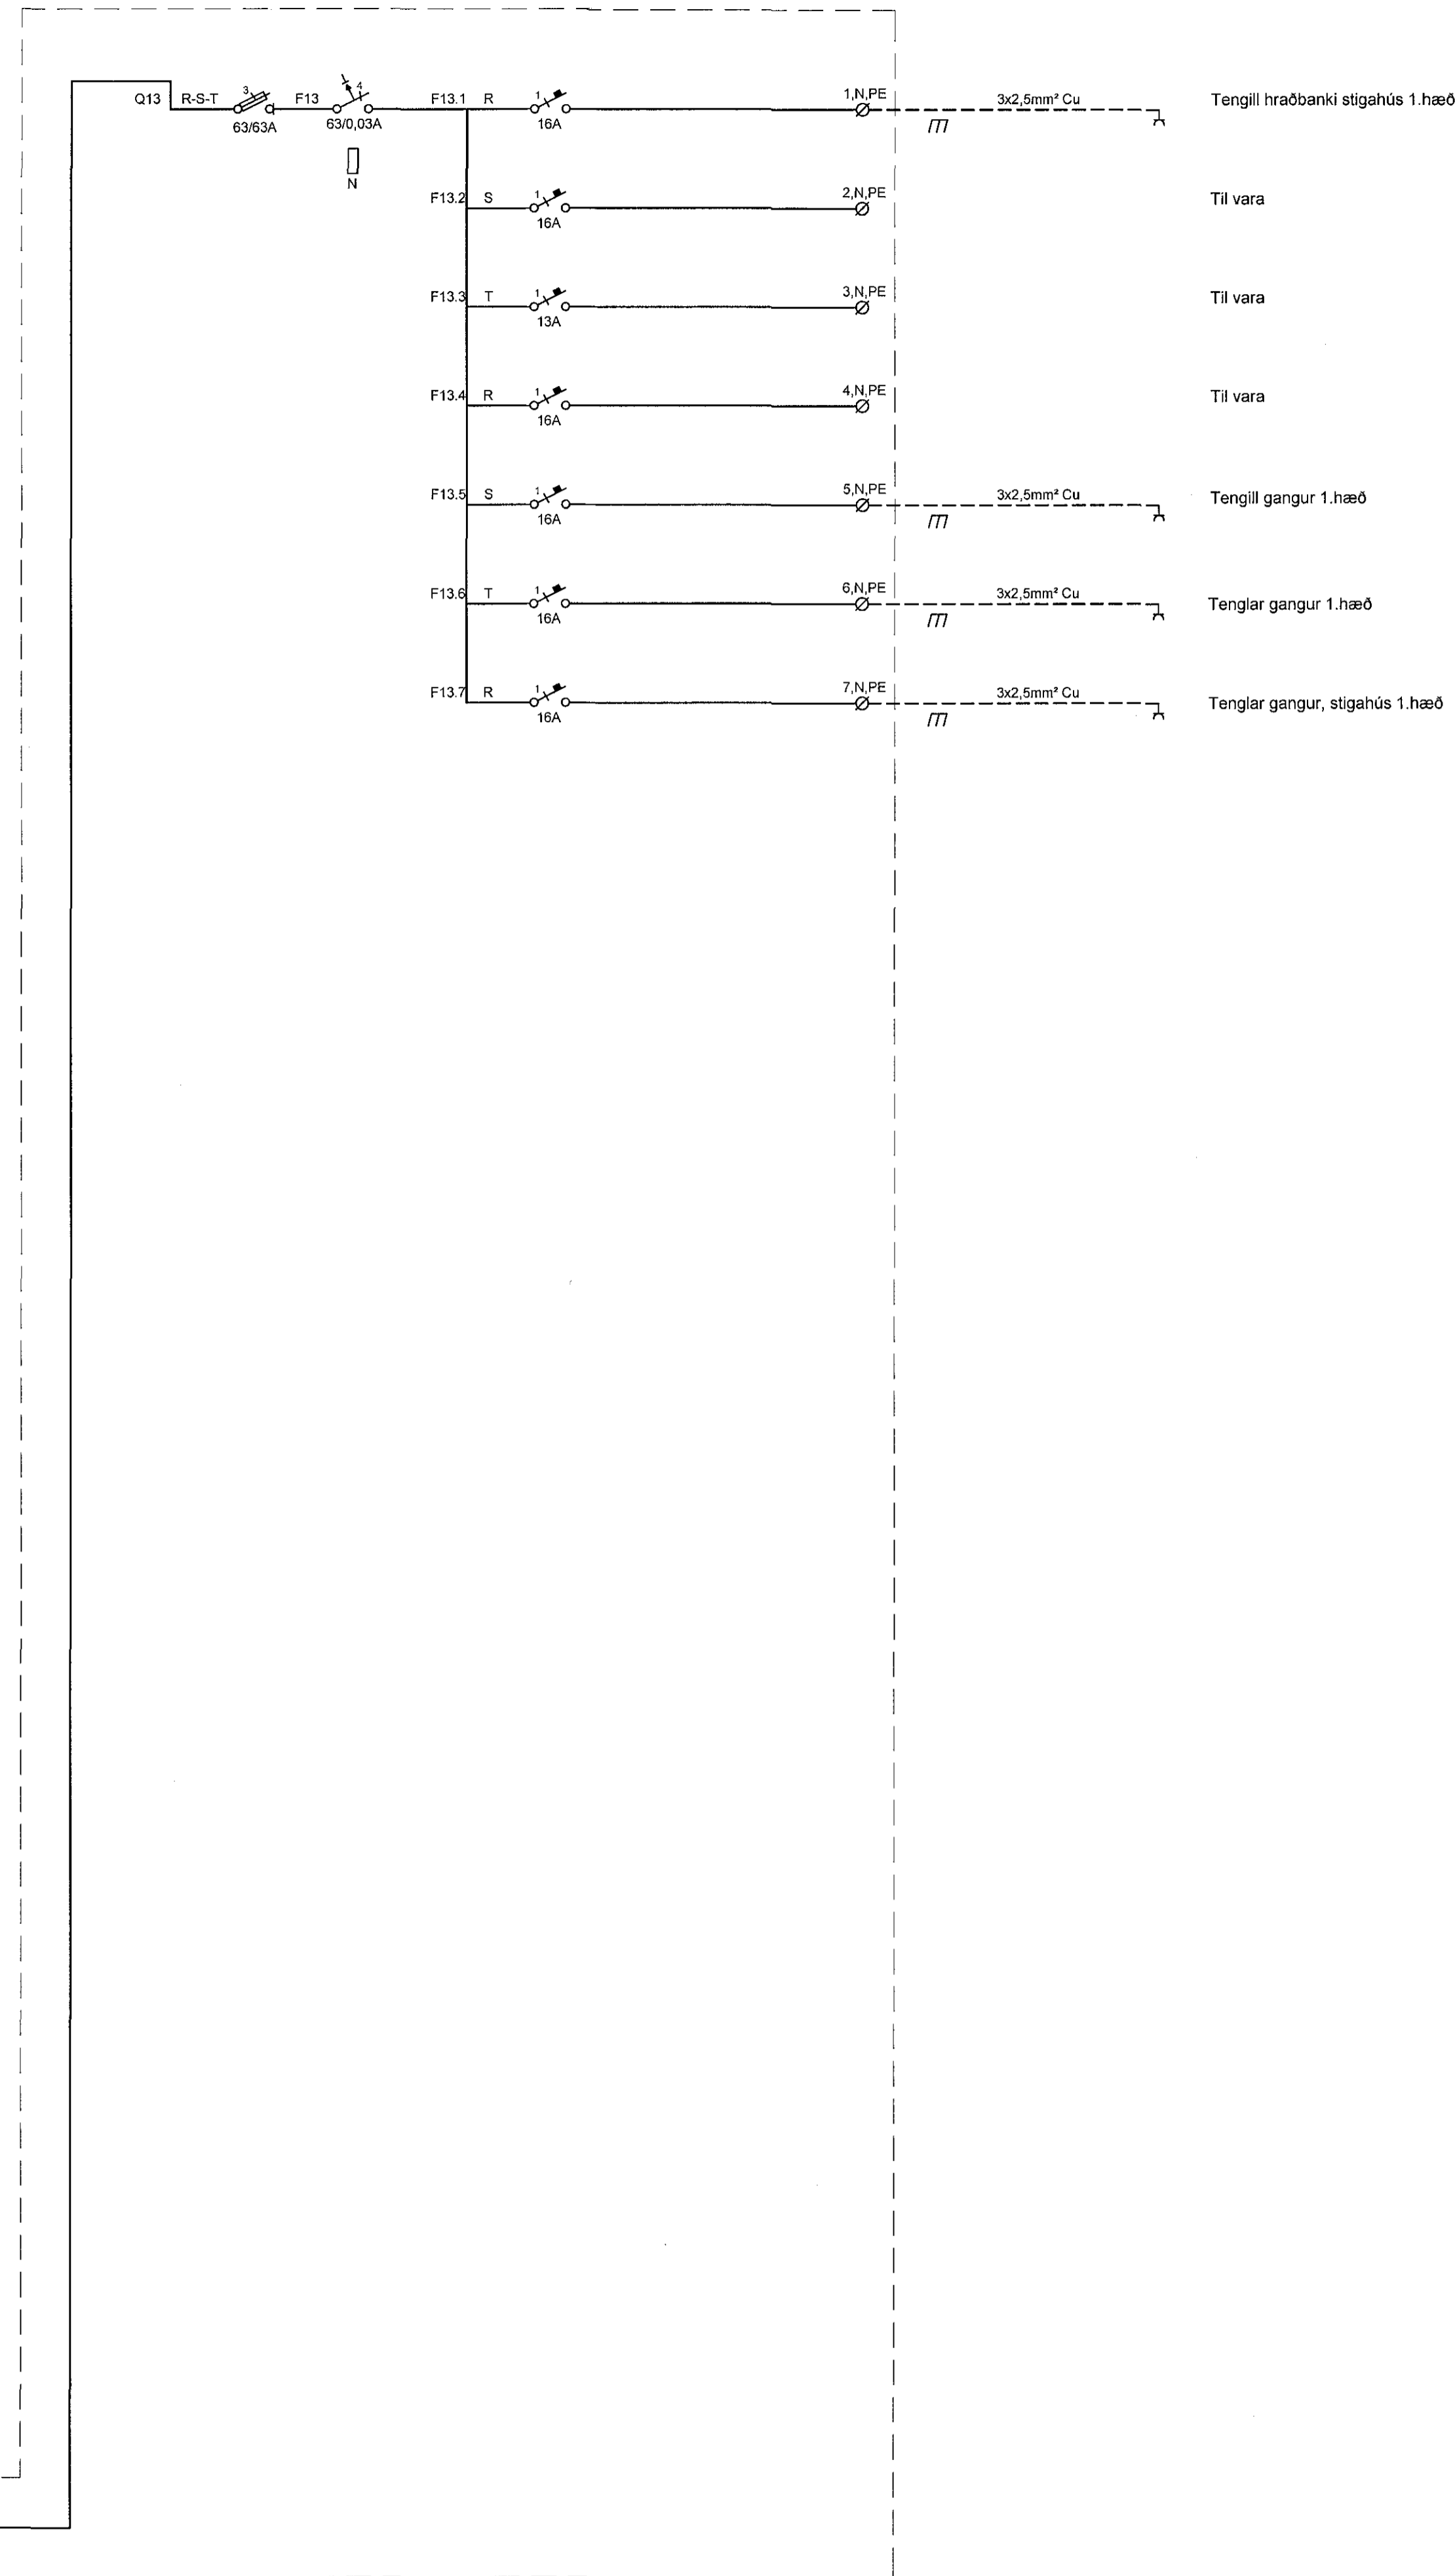 Q13 R-S-T 3 63/63A F13 4 63/0,03A N F13.1 R 1 16A 1,N,PE 3x2,5mm² Cu Tengill hraðbanki stigahús 1.hæð
F13.2 S 1 16A 2,N,PE Til vara
F13.3 T 1 13A 3,N,PE Til vara
F13.4 R 1 16A 4,N,PE Til vara
F13.5 S 1 16A 5,N,PE 3x2,5mm² Cu Tengill gangur 1.hæð
F13.6 T 1 16A 6,N,PE 3x2,5mm² Cu Tenglar gangur 1.hæð
F13.7 R 1 16A 7,N,PE 3x2,5mm² Cu Tenglar gangur, stigahús 1.hæð